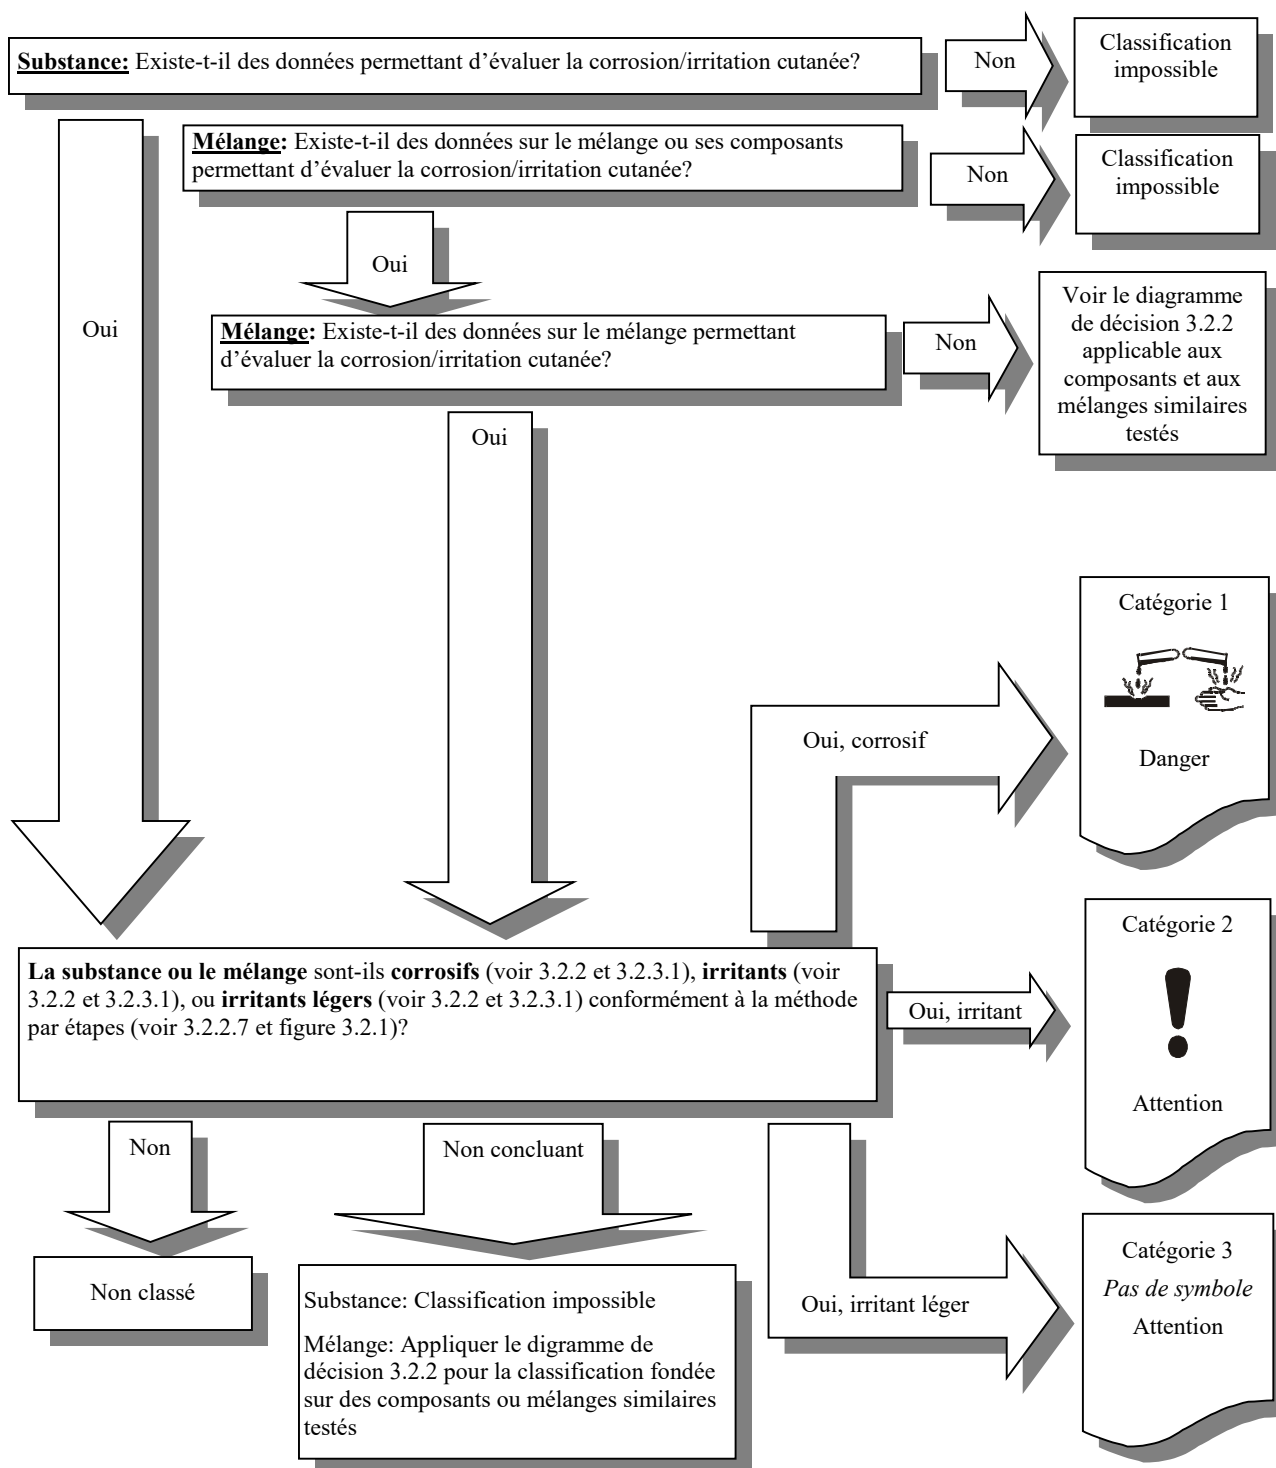 Substance: Existe-t-il des données permettant d'évaluer la corrosion/irritation cutanée?
Non
Classification
impossible
Mélange: Existe-t-il des données sur le mélange ou ses composants
permettant d'évaluer la corrosion/irritation cutanée?
Non
Classification
impossible
Oui
Oui
Mélange: Existe-t-il des données sur le mélange permettant
d'évaluer la corrosion/irritation cutanée?
Non
Voir le diagramme
de décision 3.2.2
applicable aux
composants et aux
mélanges similaires
testés
Oui
Catégorie 1
Danger
Oui, corrosif
La substance ou le mélange sont-ils corrosifs (voir 3.2.2 et 3.2.3.1), irritants (voir
3.2.2 et 3.2.3.1), ou irritants légers (voir 3.2.2 et 3.2.3.1) conformément à la méthode
par étapes (voir 3.2.2.7 et figure 3.2.1)?
Oui, irritant
Catégorie 2
Attention
Non
Non concluant
Non classé
Substance: Classification impossible
Mélange: Appliquer le digramme de
décision 3.2.2 pour la classification fondée
sur des composants ou mélanges similaires
testés
Oui, irritant léger
Catégorie 3
Pas de symbole
Attention